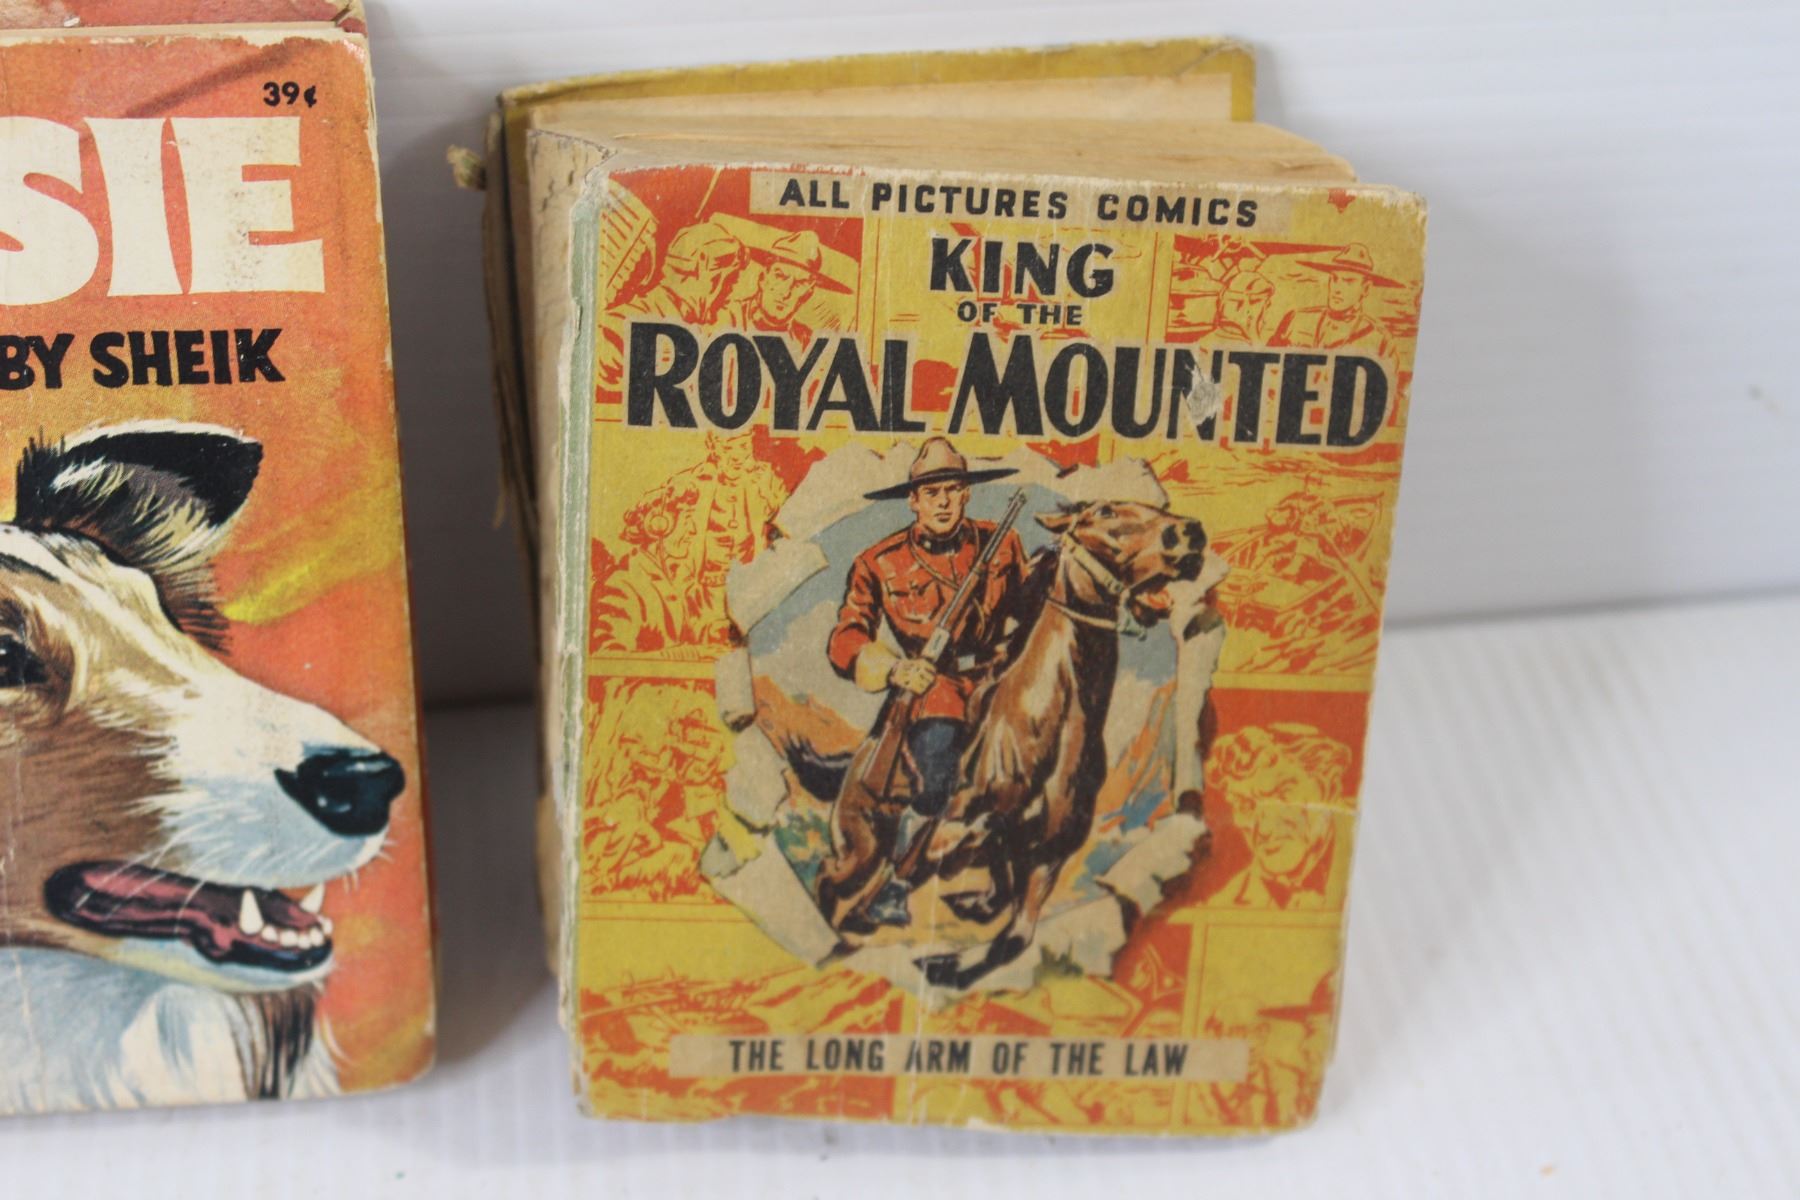 39¢
SIE
BY SHEIK
ALL PICTURES COMICS
KING
OF THE
ROYAL MOUNTED
THE LONG ARM OF THE LAW